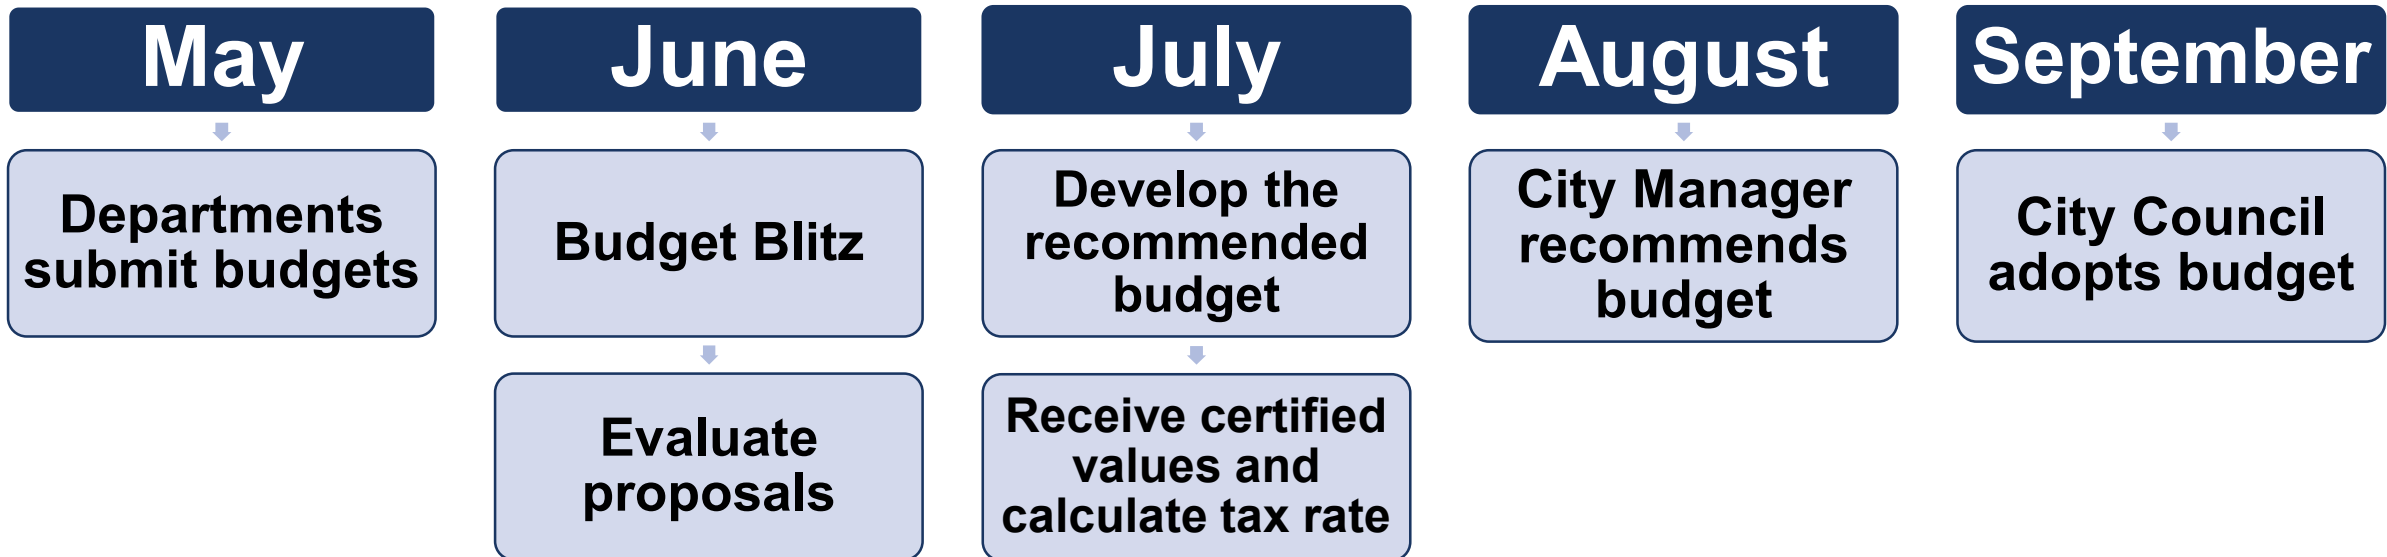 May
Departments
submit budgets
June
Budget Blitz
Evaluate
proposals
July
Develop the
recommended
budget
Receive certified
values and
calculate tax rate
August
City Manager
recommends
budget
September
City Council
adopts budget